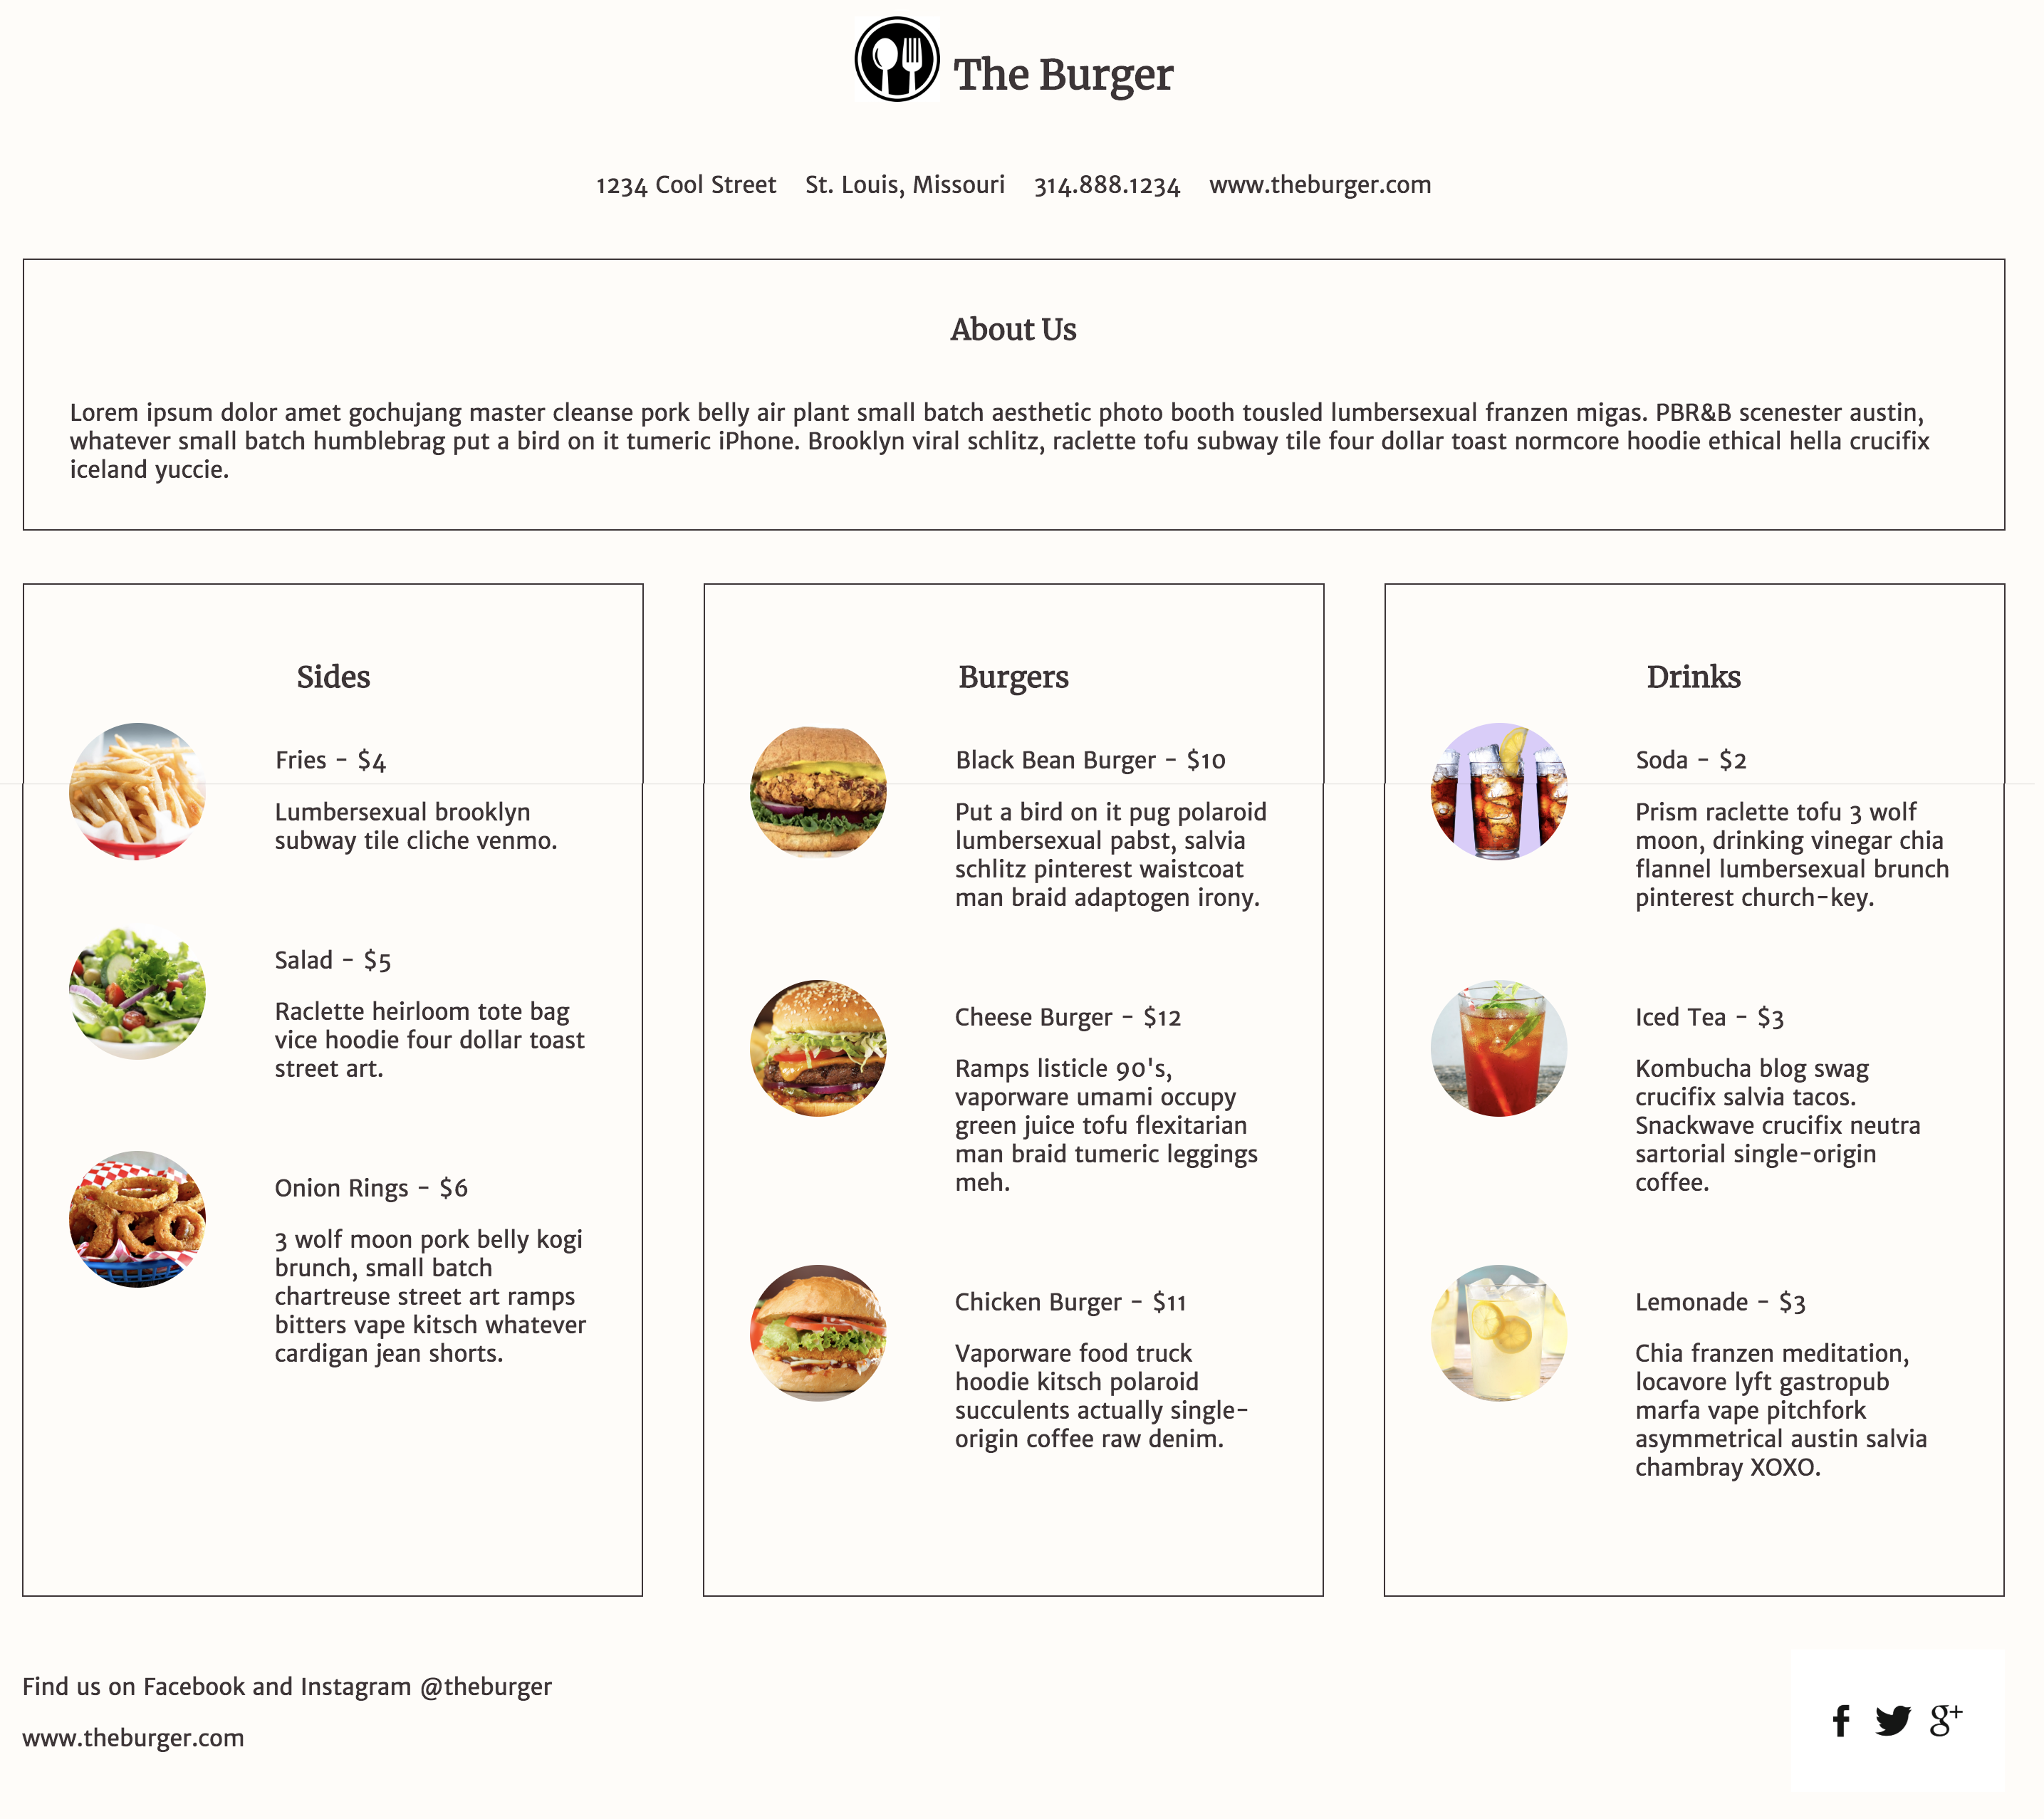 The Burger
1234 Cool Street St. Louis, Missouri 314.888.1234 www.theburger.com
About Us
Lorem ipsum dolor amet gochujang master cleanse pork belly air plant small batch aesthetic photo booth tousled lumbersexual franzen migas. PBR&B scenester austin,
whatever small batch humblebrag put a bird on it tumeric iPhone. Brooklyn viral schlitz, raclette tofu subway tile four dollar toast normcore hoodie ethical hella crucifix
iceland yuccie.
Sides
Fries - $4
Lumbersexual brooklyn
subway tile cliche venmo.
Salad - $5
Raclette heirloom tote bag
vice hoodie four dollar toast
street art.
Onion Rings - $6
3 wolf moon pork belly kogi
brunch, small batch
chartreuse street art ramps
bitters vape kitsch whatever
cardigan jean shorts.
Burgers
Black Bean Burger - $10
Put a bird on it pug polaroid
lumbersexual pabst, salvia
schlitz pinterest waistcoat
man braid adaptogen irony.
Cheese Burger - $12
Ramps listicle 90's,
vaporware umami occupy
green juice tofu flexitarian
man braid tumeric leggings
meh.
Chicken Burger - $11
Vaporware food truck
hoodie kitsch polaroid
succulents actually single-
origin coffee raw denim.
Drinks
Soda - $2
Prism raclette tofu 3 wolf
moon, drinking vinegar chia
flannel lumbersexual brunch
pinterest church-key.
Iced Tea - $3
Kombucha blog swag
crucifix salvia tacos.
Snackwave crucifix neutra
sartorial single-origin
coffee.
Lemonade - $3
Chia franzen meditation,
locavore lyft gastropub
marfa vape pitchfork
asymmetrical austin salvia
chambray XOXO.
Find us on Facebook and Instagram @theburger
www.theburger.com
f g+